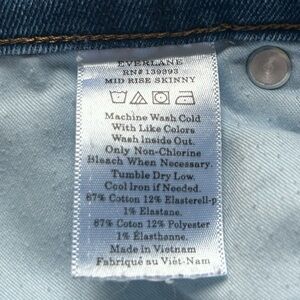 EVERLANE
RN# 139393
MID RISE SKINNY
Machine Wash Cold
With Like Colors
Wash Inside Out.
Only Non-Chlorine
Bleach When Necessary.
Tumble Dry Low.
Cool Iron if Needed.
87% Cotton 12% Elasterell-p
1% Elastane.
87% Coton 12% Polyester
1% Élasthanne.
Made in Vietnam
Fabriqué au Viêt-Nam